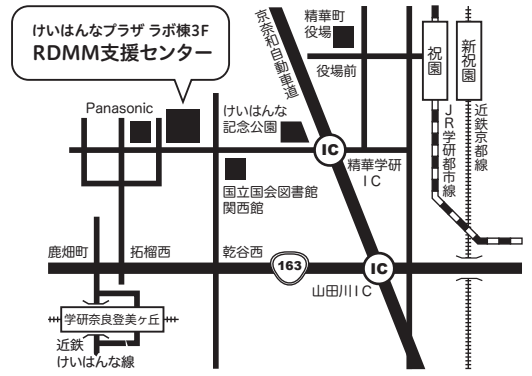 けいはんなプラザ ラボ棟3F
RDMM支援センター
京奈和自動車道
精華町
役場
役場前
祝園
新祝園
Panasonic
けいはんな
記念公園
IC
精華学研
IC
JR学研都市線
近鉄京都線
国立国会図書館
関西館
鹿畑町
拓榴西
乾谷西
163
IC
山田川IC
学研奈良登美ヶ丘
近鉄
けいはんな線